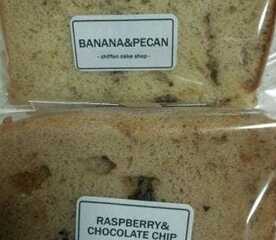 BANANA&PECAN
- chiffon cake shop -
RASPBERRY&
CHOCOLATE CHIP